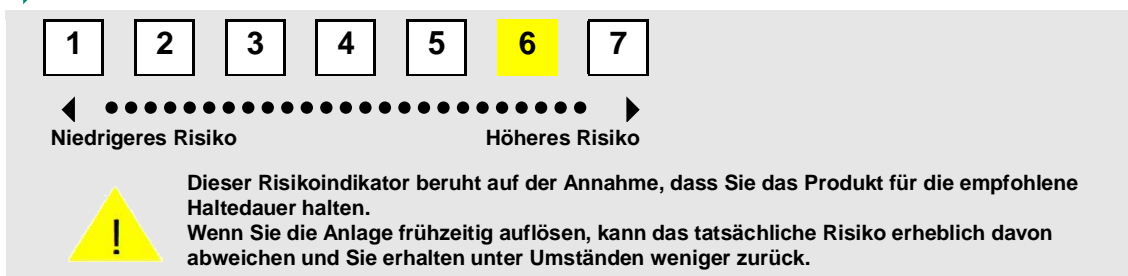 1 2 3 4 5 6 7
Niedrigeres Risiko Höheres Risiko
Dieser Risikoindikator beruht auf der Annahme, dass Sie das Produkt für die empfohlene
Haltedauer halten.
!
Wenn Sie die Anlage frühzeitig auflösen, kann das tatsächliche Risiko erheblich davon
abweichen und Sie erhalten unter Umständen weniger zurück.